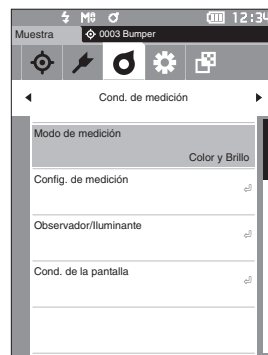 12:34
Muestra
0003 Bumper
Cond. de medición
Modo de medición
Color y Brillo
Config. de medición
Observador/Iluminante
Cond. de la pantalla